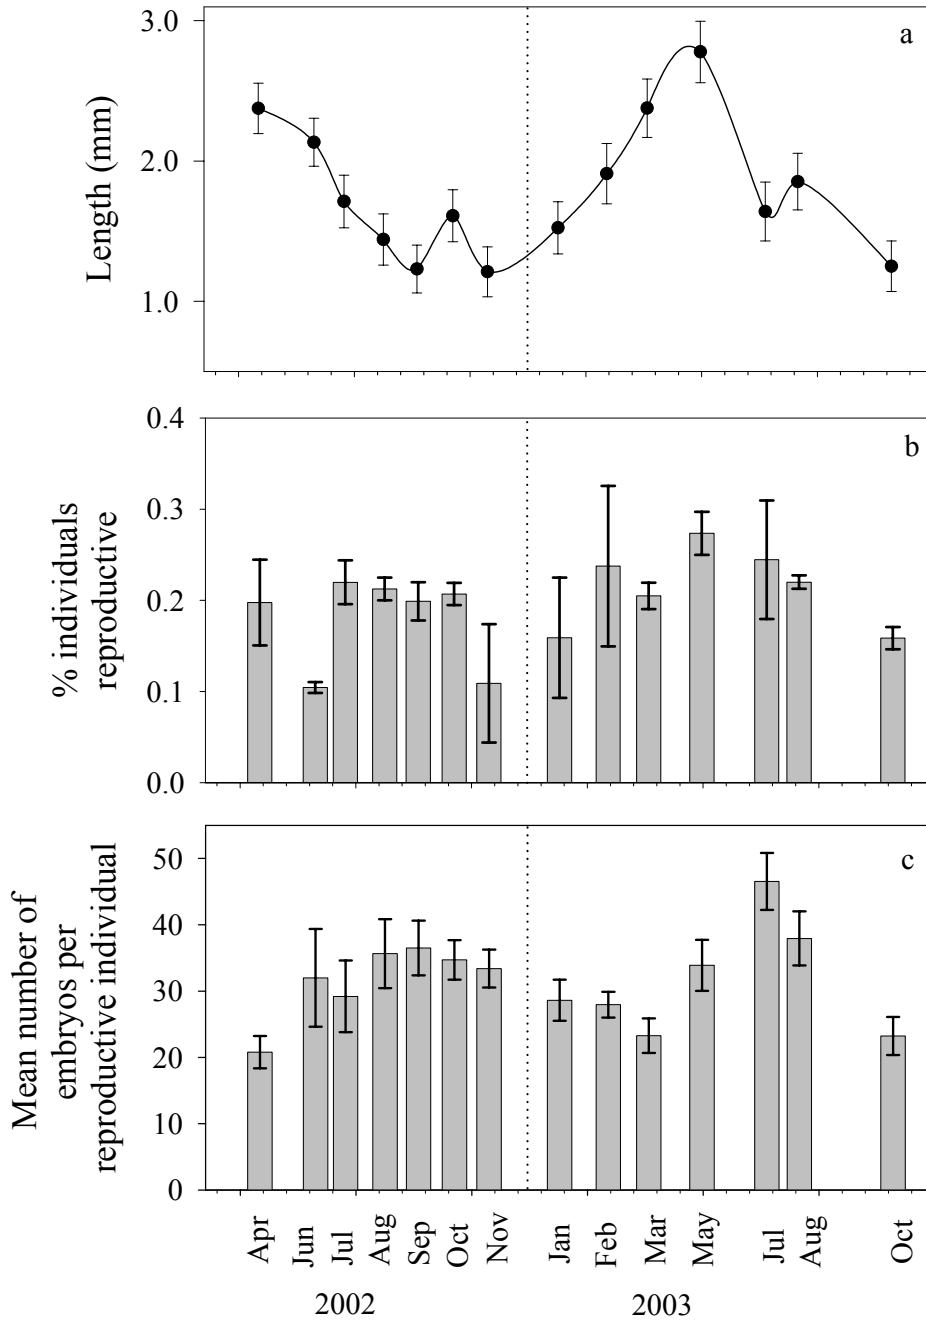 3.0
a
2.0
Length (mm)
1.0
0.4
b
0.3
% individuals
reproductive
0.2
0.1
0.0
50
c
40
Mean number of
embryos per
reproductive individual
30
20
10
0
Apr Jun Jul Aug Sep Oct Nov Jan Feb Mar May Jul Aug Oct
2002 2003